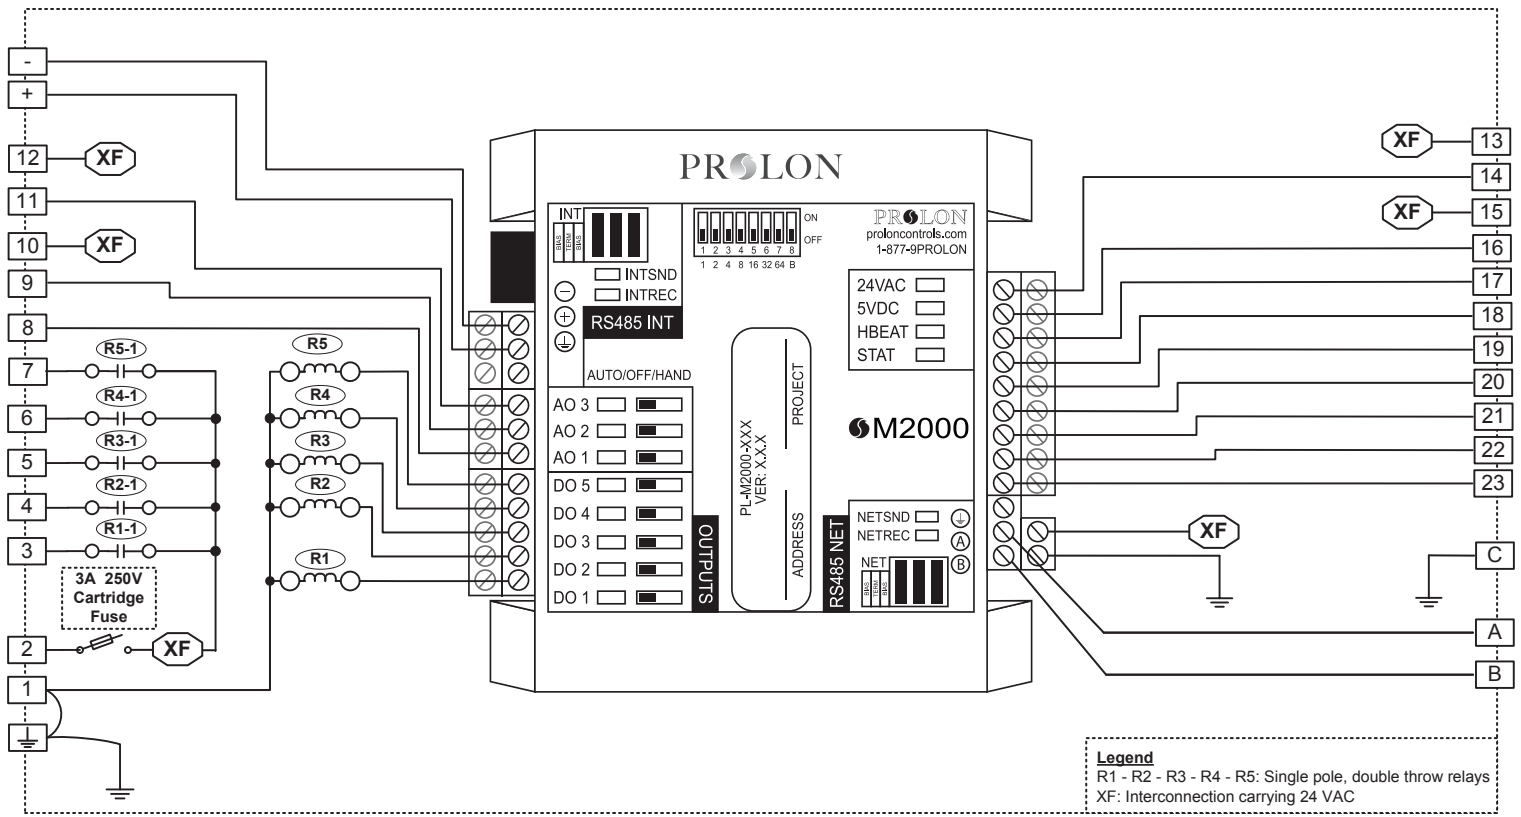 -
+
12 XF
11
10 XF
9
8
7
6
5
4
3
R5-1
R4-1
R3-1
R2-1
R1-1
3A 250V
Cartridge
Fuse
2 XF
1
R5
R4
R3
R2
R1
PROLON
INT
BIAS TERM BIAS
INTSND
INTREC
RS485 INT
AUTO/OFF/HAND
AO 3
AO 2
AO 1
DO 5
DO 4
DO 3
DO 2
DO 1
OUTPUTS
ON
OFF
1 2 3 4 5 6 7 8
1 2 4 8 16 32 64 B
PROLON
proloncontrols.com
1-877-9PROLON
24VAC
5VDC
HBEAT
STAT
PL-M2000-XXX
VER: X.X.X
PROJECT
ADDRESS
M2000
RS485 NET
NETSND
NETREC
A
B
NET
BIAS TERM BIAS
XF 13
14
XF 15
16
17
18
19
20
21
22
23
XF
C
A
B
Legend
R1 - R2 - R3 - R4 - R5: Single pole, double throw relays
XF: Interconnection carrying 24 VAC